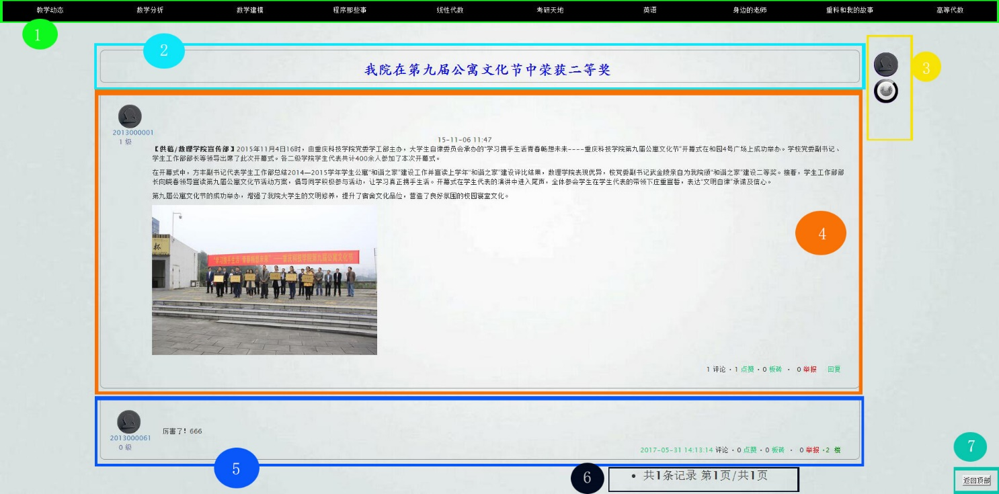 教学动态 数学分析 数学建模 程序那些事 线性代数 考研天地 英语 身边的老师 重科和我的故事 高等代数
1
2
我院在第九届公寓文化节中荣获二等奖
3
2013000001
1 级
15-11-06 11:47
【供稿/数理学院宣传部】2015年11月4日16时，由重庆科技学院党委学工部主办，大学生自律委员会承办的“学习携手生活青春畅想未来----重庆科技学院第九届公寓文化节”开幕式在和园4号广场上成功举办。学校党委副书记、
学生工作部部长等领导出席了此次开幕式。各二级学院学生代表共计400余人参加了本次开幕式。
在开幕式中，方丰副书记代表学生工作部总结2014—2015学年学生公寓“和谐之家”建设工作并宣读上学年“和谐之家”建设评比结果，数理学院表现优异，校党委副书记武金陵亲自为我院颁“和谐之家”建设二等奖。接着，学生工作部部
长向晓春领导宣读第九届公寓文化节活动方案，倡导同学积极参与活动，让学习真正携手生活。开幕式在学生代表的演讲中进入尾声，全体参会学生在学生代表的带领下庄重宣誓，表达“文明自律”承诺及信心。
第九届公寓文化节的成功举办，增强了我院大学生的文明修养，提升了宿舍文化品位，营造了良好氛围的校园寝室文化。
杯
“学习携手生活 青春畅想未来”——重庆科技学院第九届公寓文化节
4
1 评论 · 1 点赞 · 0 板砖 · 0 举报 回复
2013000061
0 级
厉害了！666
2017-05-31 14:13:14 评论 · 0 点赞 · 0 板砖 · 0 举报 ·2 楼
5
6
• 共1条记录 第1页/共1页
7
返回顶部